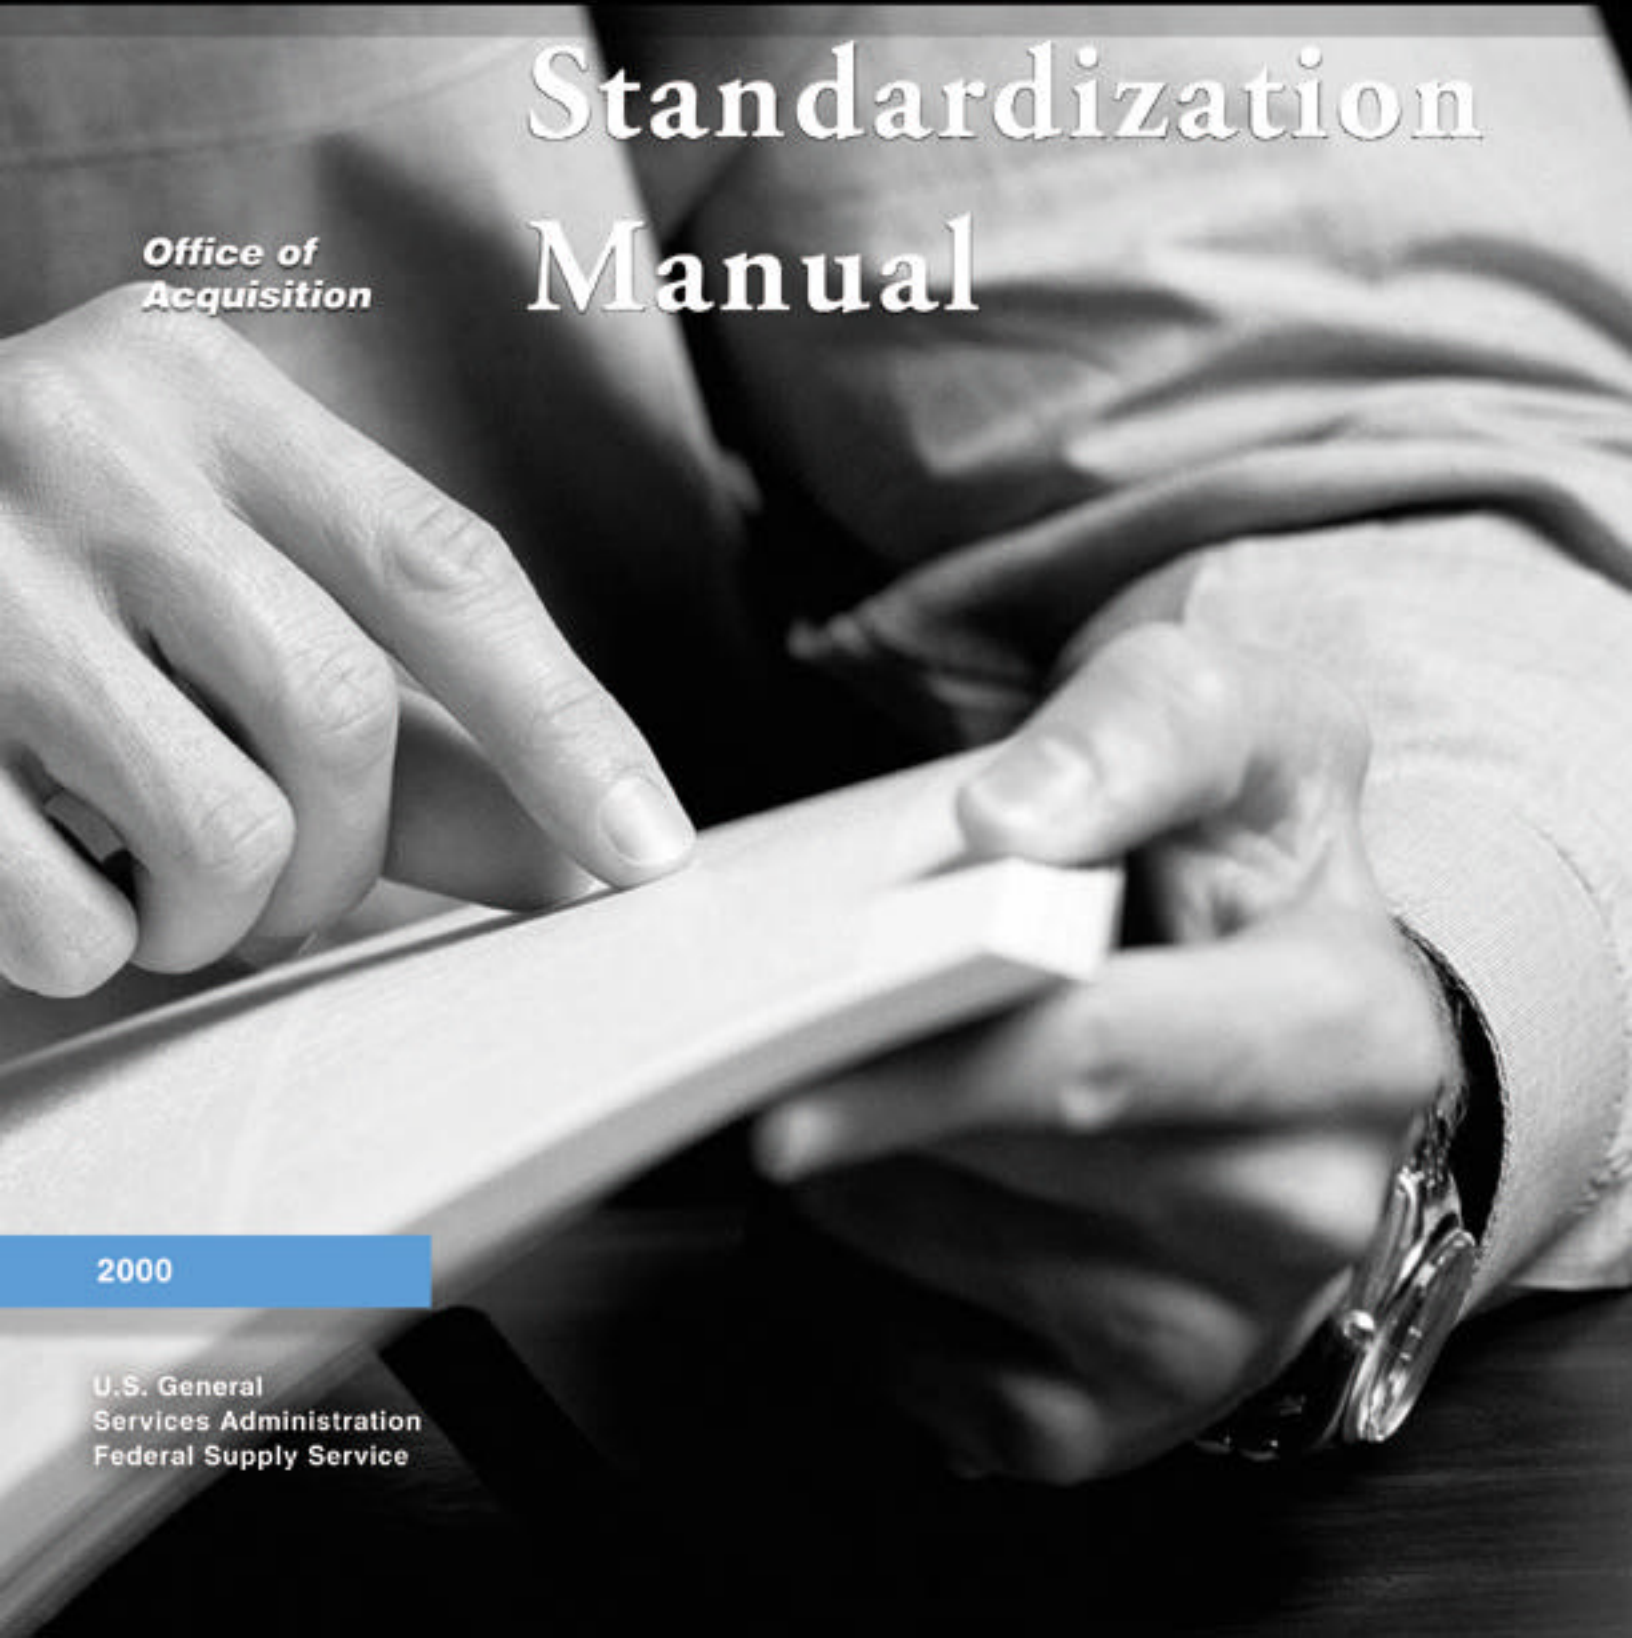 Standardization
Manual
Office of
Acquisition
2000
U.S. General
Services Administration
Federal Supply Service